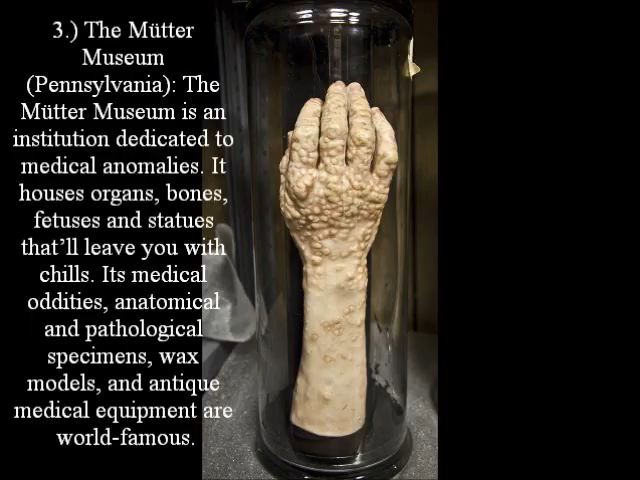 3.) The Mütter
Museum
(Pennsylvania): The
Mütter Museum is an
institution dedicated to
medical anomalies. It
houses organs, bones,
fetuses and statues
that’ll leave you with
chills. Its medical
oddities, anatomical
and pathological
specimens, wax
models, and antique
medical equipment are
world-famous.